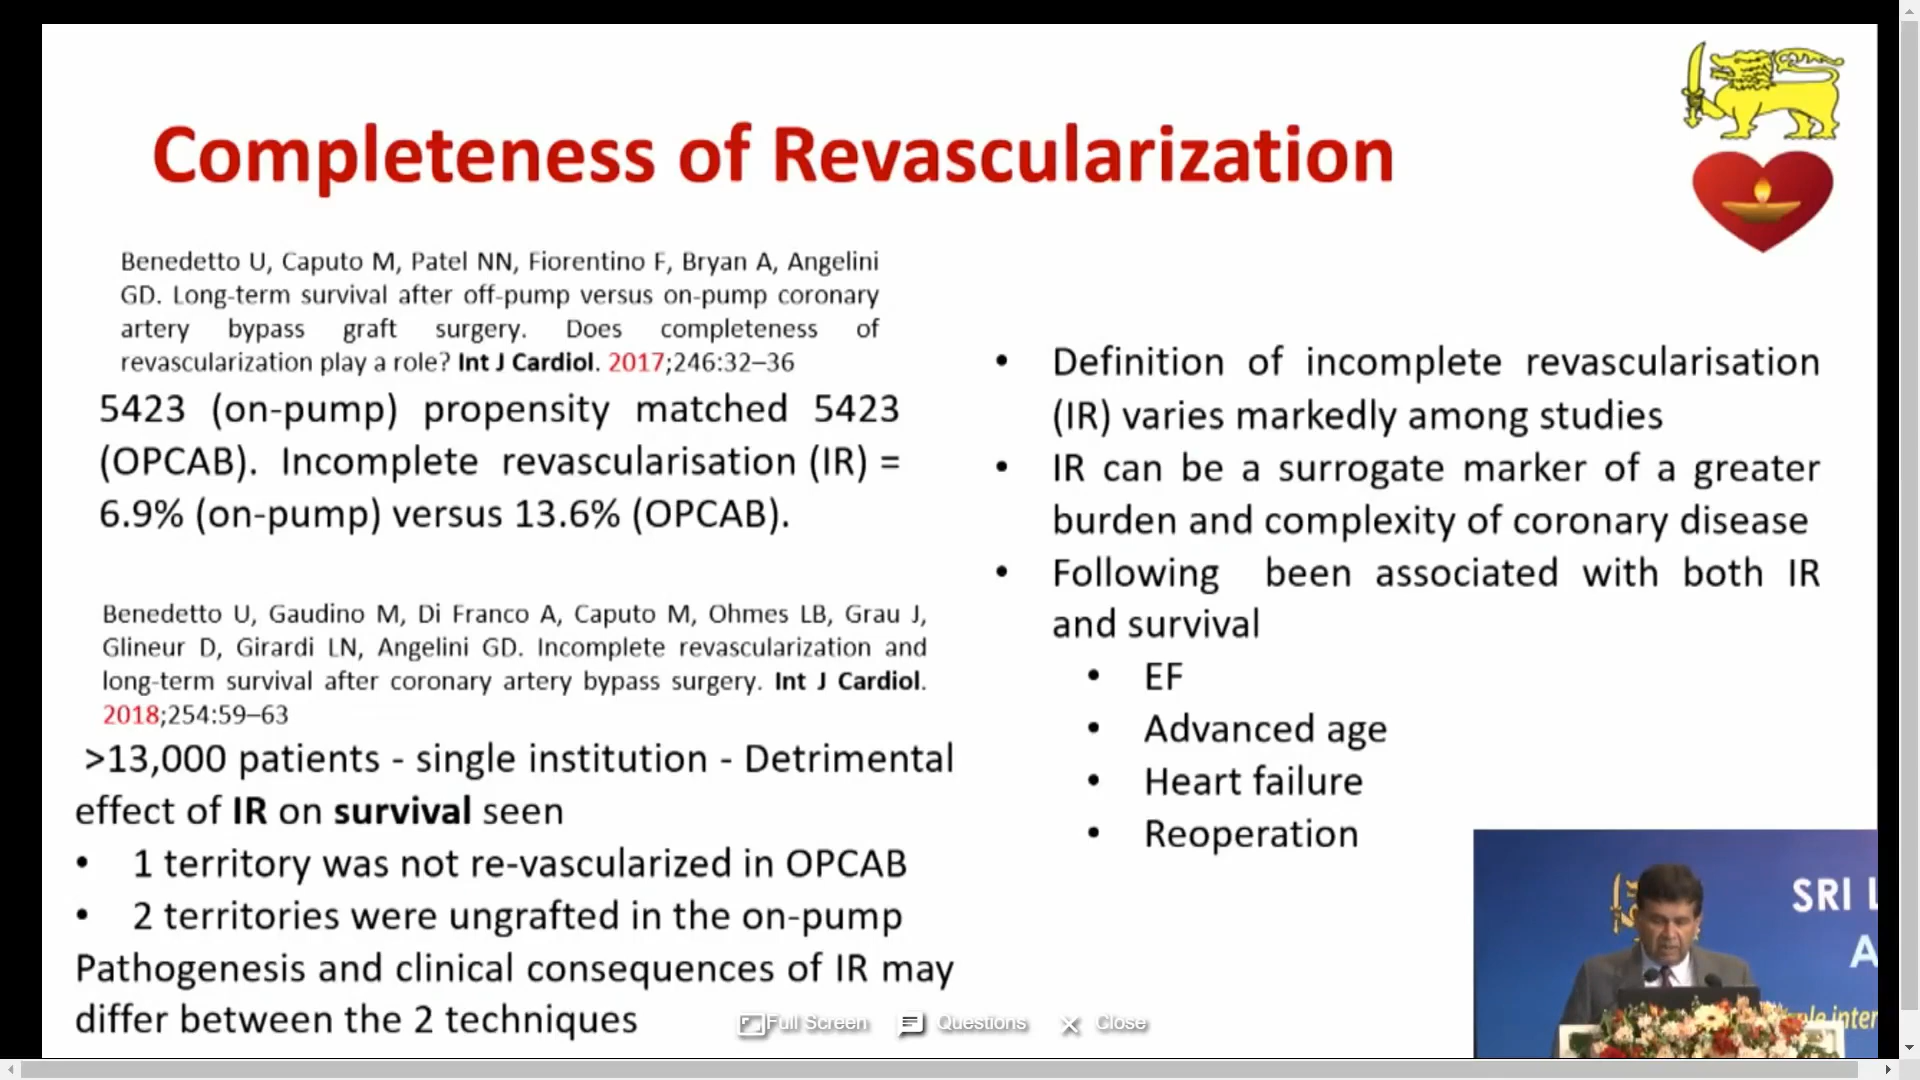 Completeness of Revascularization
Benedetto U, Caputo M, Patel NN, Fiorentino F, Bryan A, Angelini
GD. Long-term survival after off-pump versus on-pump coronary
artery bypass graft surgery. Does completeness of
revascularization play a role? Int J Cardiol. 2017;246:32–36
5423 (on-pump) propensity matched 5423
(OPCAB). Incomplete revascularisation (IR) =
6.9% (on-pump) versus 13.6% (OPCAB).
Benedetto U, Gaudino M, Di Franco A, Caputo M, Ohmes LB, Grau J,
Glineur D, Girardi LN, Angelini GD. Incomplete revascularization and
long-term survival after coronary artery bypass surgery. Int J Cardiol.
2018;254:59–63
>13,000 patients - single institution - Detrimental
effect of IR on survival seen
• 1 territory was not re-vascularized in OPCAB
• 2 territories were ungrafted in the on-pump
Pathogenesis and clinical consequences of IR may
differ between the 2 techniques
• Definition of incomplete revascularisation
(IR) varies markedly among studies
• IR can be a surrogate marker of a greater
burden and complexity of coronary disease
• Following been associated with both IR
and survival
• EF
• Advanced age
• Heart failure
• Reoperation
SRI L
A
Full Screen Questions Close